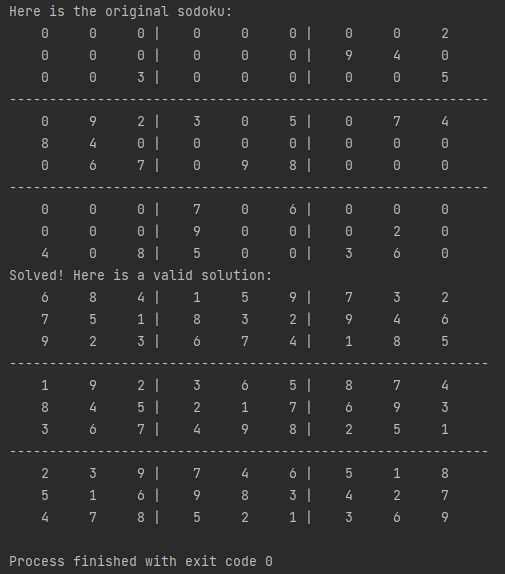 Here is the original sodoku:
0 0 0 | 0 0 0 | 0 0 2
0 0 0 | 0 0 0 | 9 4 0
0 0 3 | 0 0 0 | 0 0 5
------------------------------------------------------------
0 9 2 | 3 0 5 | 0 7 4
8 4 0 | 0 0 0 | 0 0 0
0 6 7 | 0 9 8 | 0 0 0
------------------------------------------------------------
0 0 0 | 7 0 6 | 0 0 0
0 0 0 | 9 0 0 | 0 2 0
4 0 8 | 5 0 0 | 3 6 0
Solved! Here is a valid solution:
6 8 4 | 1 5 9 | 7 3 2
7 5 1 | 8 3 2 | 9 4 6
9 2 3 | 6 7 4 | 1 8 5
------------------------------------------------------------
1 9 2 | 3 6 5 | 8 7 4
8 4 5 | 2 1 7 | 6 9 3
3 6 7 | 4 9 8 | 2 5 1
------------------------------------------------------------
2 3 9 | 7 4 6 | 5 1 8
5 1 6 | 9 8 3 | 4 2 7
4 7 8 | 5 2 1 | 3 6 9
Process finished with exit code 0